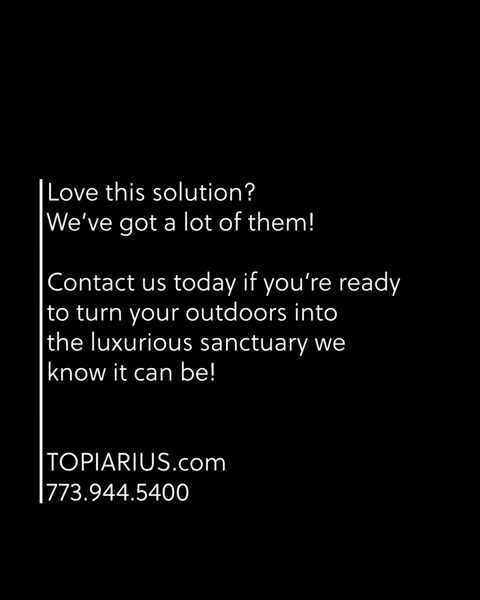 Love this solution?
We've got a lot of them!
Contact us today if you're ready
to turn your outdoors into
the luxurious sanctuary we
know it can be!
TOPIARIUS.com
773.944.5400